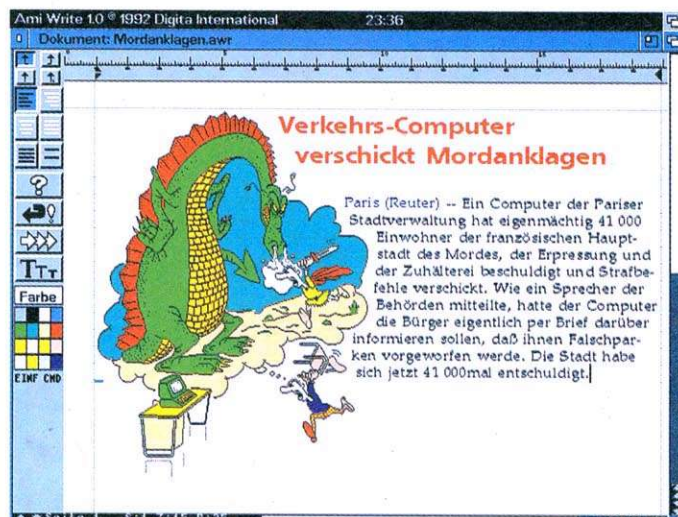 Ami Write 1.0 © 1992 Digita International 23:36
Dokument: Mordanklagen.awr
Verkehrs-Computer
verschickt Mordanklagen
Paris (Reuter) -- Ein Computer der Pariser
Stadtverwaltung hat eigenmächtig 41 000
Einwohner der französischen Haupt-
stadt des Mordes, der Erpressung und
der Zuhälterei beschuldigt und Strafbe-
fehle verschickt. Wie ein Sprecher der
Behörden mitteilte, hatte der Computer
die Bürger eigentlich per Brief darüber
informieren sollen, daß ihnen Falschpar-
ken vorgeworfen werde. Die Stadt habe
sich jetzt 41 000mal entschuldigt.
TTT
Farbe
EINF CMD